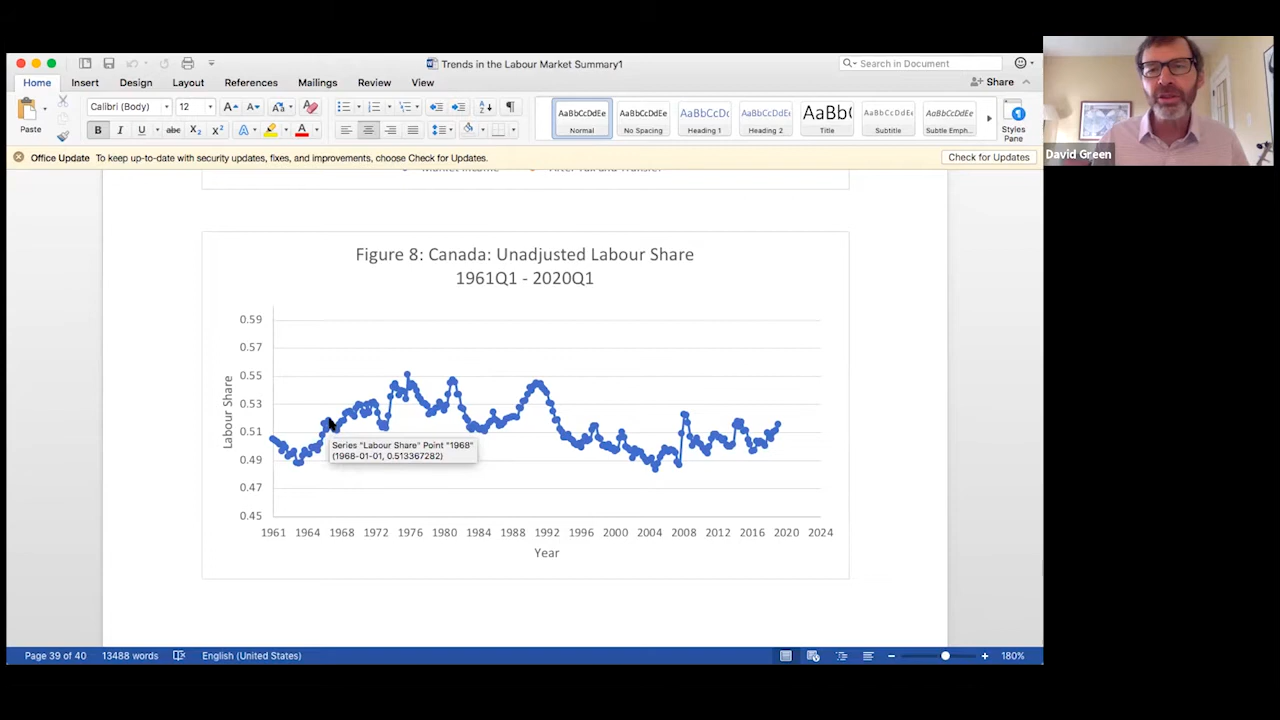 Trends in the Labour Market Summary1
Search in Document
Home Insert Design Layout References Mailings Review View Share
Paste
Calibri (Body) 12
B I U abc X2 X2 A A
AaBbCcDdEe AaBbCcDdEe AaBbCcDc AaBbCcDdEe AaBb( AaBbCcDdEe AaBbCcDdEe
Normal No Spacing Heading 1 Heading 2 Title Subtitle Subtle Emph...
Styles
Pane
Office Update To keep up-to-date with security updates, fixes, and improvements, choose Check for Updates.
Check for Updates
David Green
Figure 8: Canada: Unadjusted Labour Share
1961Q1 - 2020Q1
0.59
0.57
0.55
0.53
0.51
0.49
0.47
0.45
Labour Share
Series "Labour Share" Point "1968"
(1968-01-01, 0.513367282)
1961 1964 1968 1972 1976 1980 1984 1988 1992 1996 2000 2004 2008 2012 2016 2020 2024
Year
Page 39 of 40 13488 words English (United States) 180%